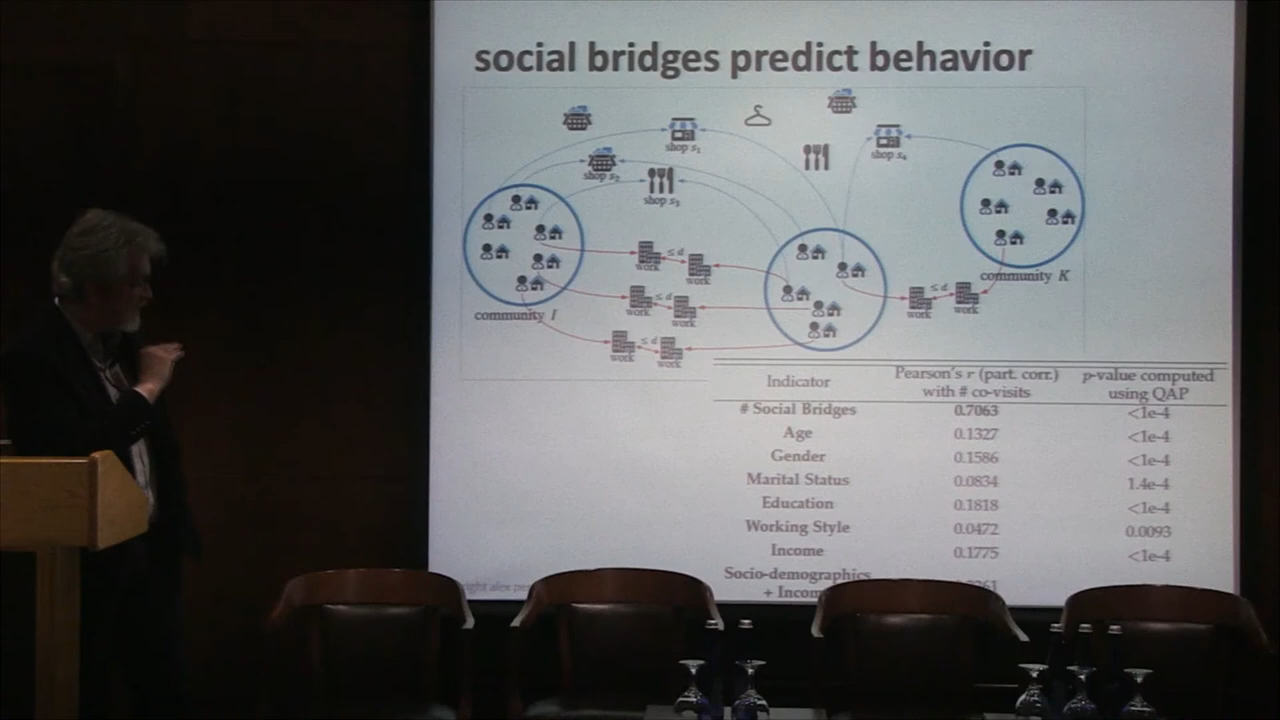 social bridges predict behavior
shop s1
shop s4
shop s2
shop s3
≤ d
work
work
community K
≤ d
work
work
≤ d
work
work
community I
≤ d
work
work
Indicator Pearson's r (part. corr.) with # co-visits p-value computed using QAP
# Social Bridges 0.7063 <1e-4
Age 0.1327 <1e-4
Gender 0.1586 <1e-4
Marital Status 0.0834 1.4e-4
Education 0.1818 <1e-4
Working Style 0.0472 0.0093
Income 0.1775 <1e-4
Socio-demographics
alex